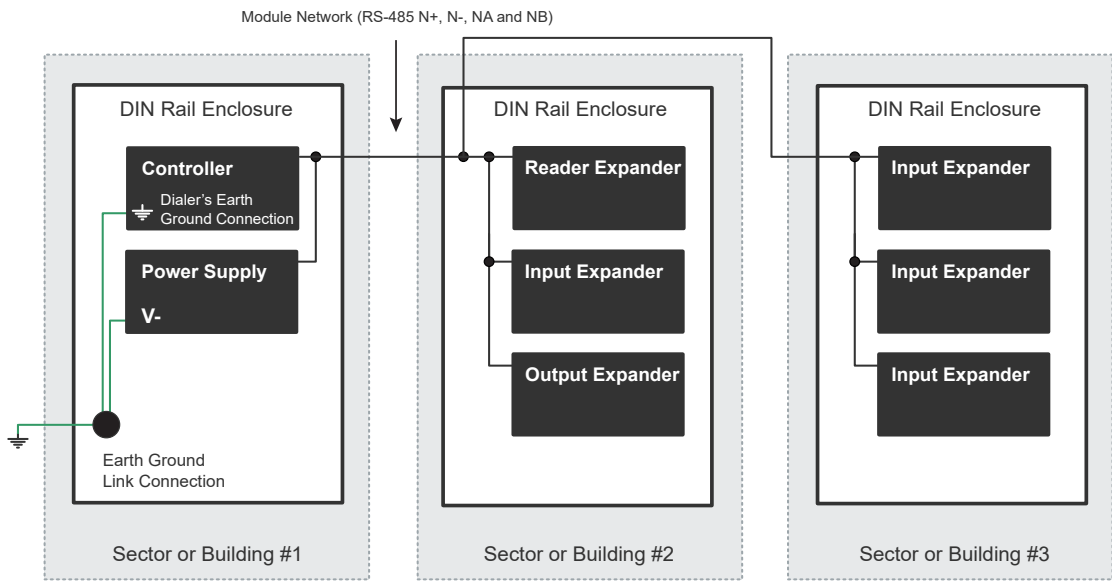 Module Network (RS-485 N+, N-, NA and NB)
DIN Rail Enclosure
Controller
Dialer's Earth
Ground Connection
Power Supply
V-
Earth Ground
Link Connection
Sector or Building #1
DIN Rail Enclosure
Reader Expander
Input Expander
Output Expander
Sector or Building #2
DIN Rail Enclosure
Input Expander
Input Expander
Input Expander
Sector or Building #3